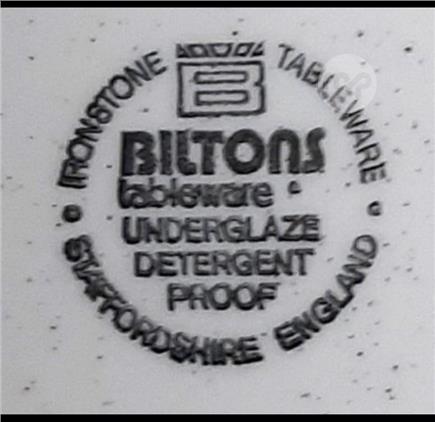 IRONSTONE TABLEWARE
B
BILTONS
tableware
UNDERGLAZE
DETERGENT
PROOF
STAFFORDSHIRE ENGLAND